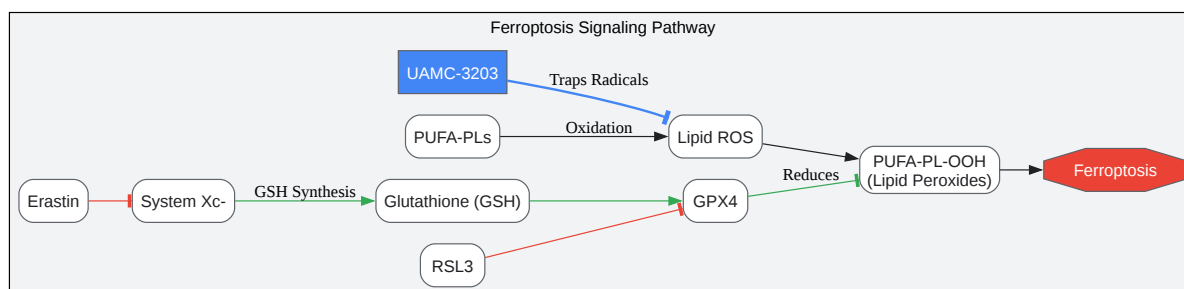 Ferroptosis Signaling Pathway
UAMC-3203
Traps Radicals
PUFA-PLs
Oxidation
Lipid ROS
PUFA-PL-OOH
(Lipid Peroxides)
Ferroptosis
Reduces
Erastin
System Xc-
GSH Synthesis
Glutathione (GSH)
GPX4
RSL3